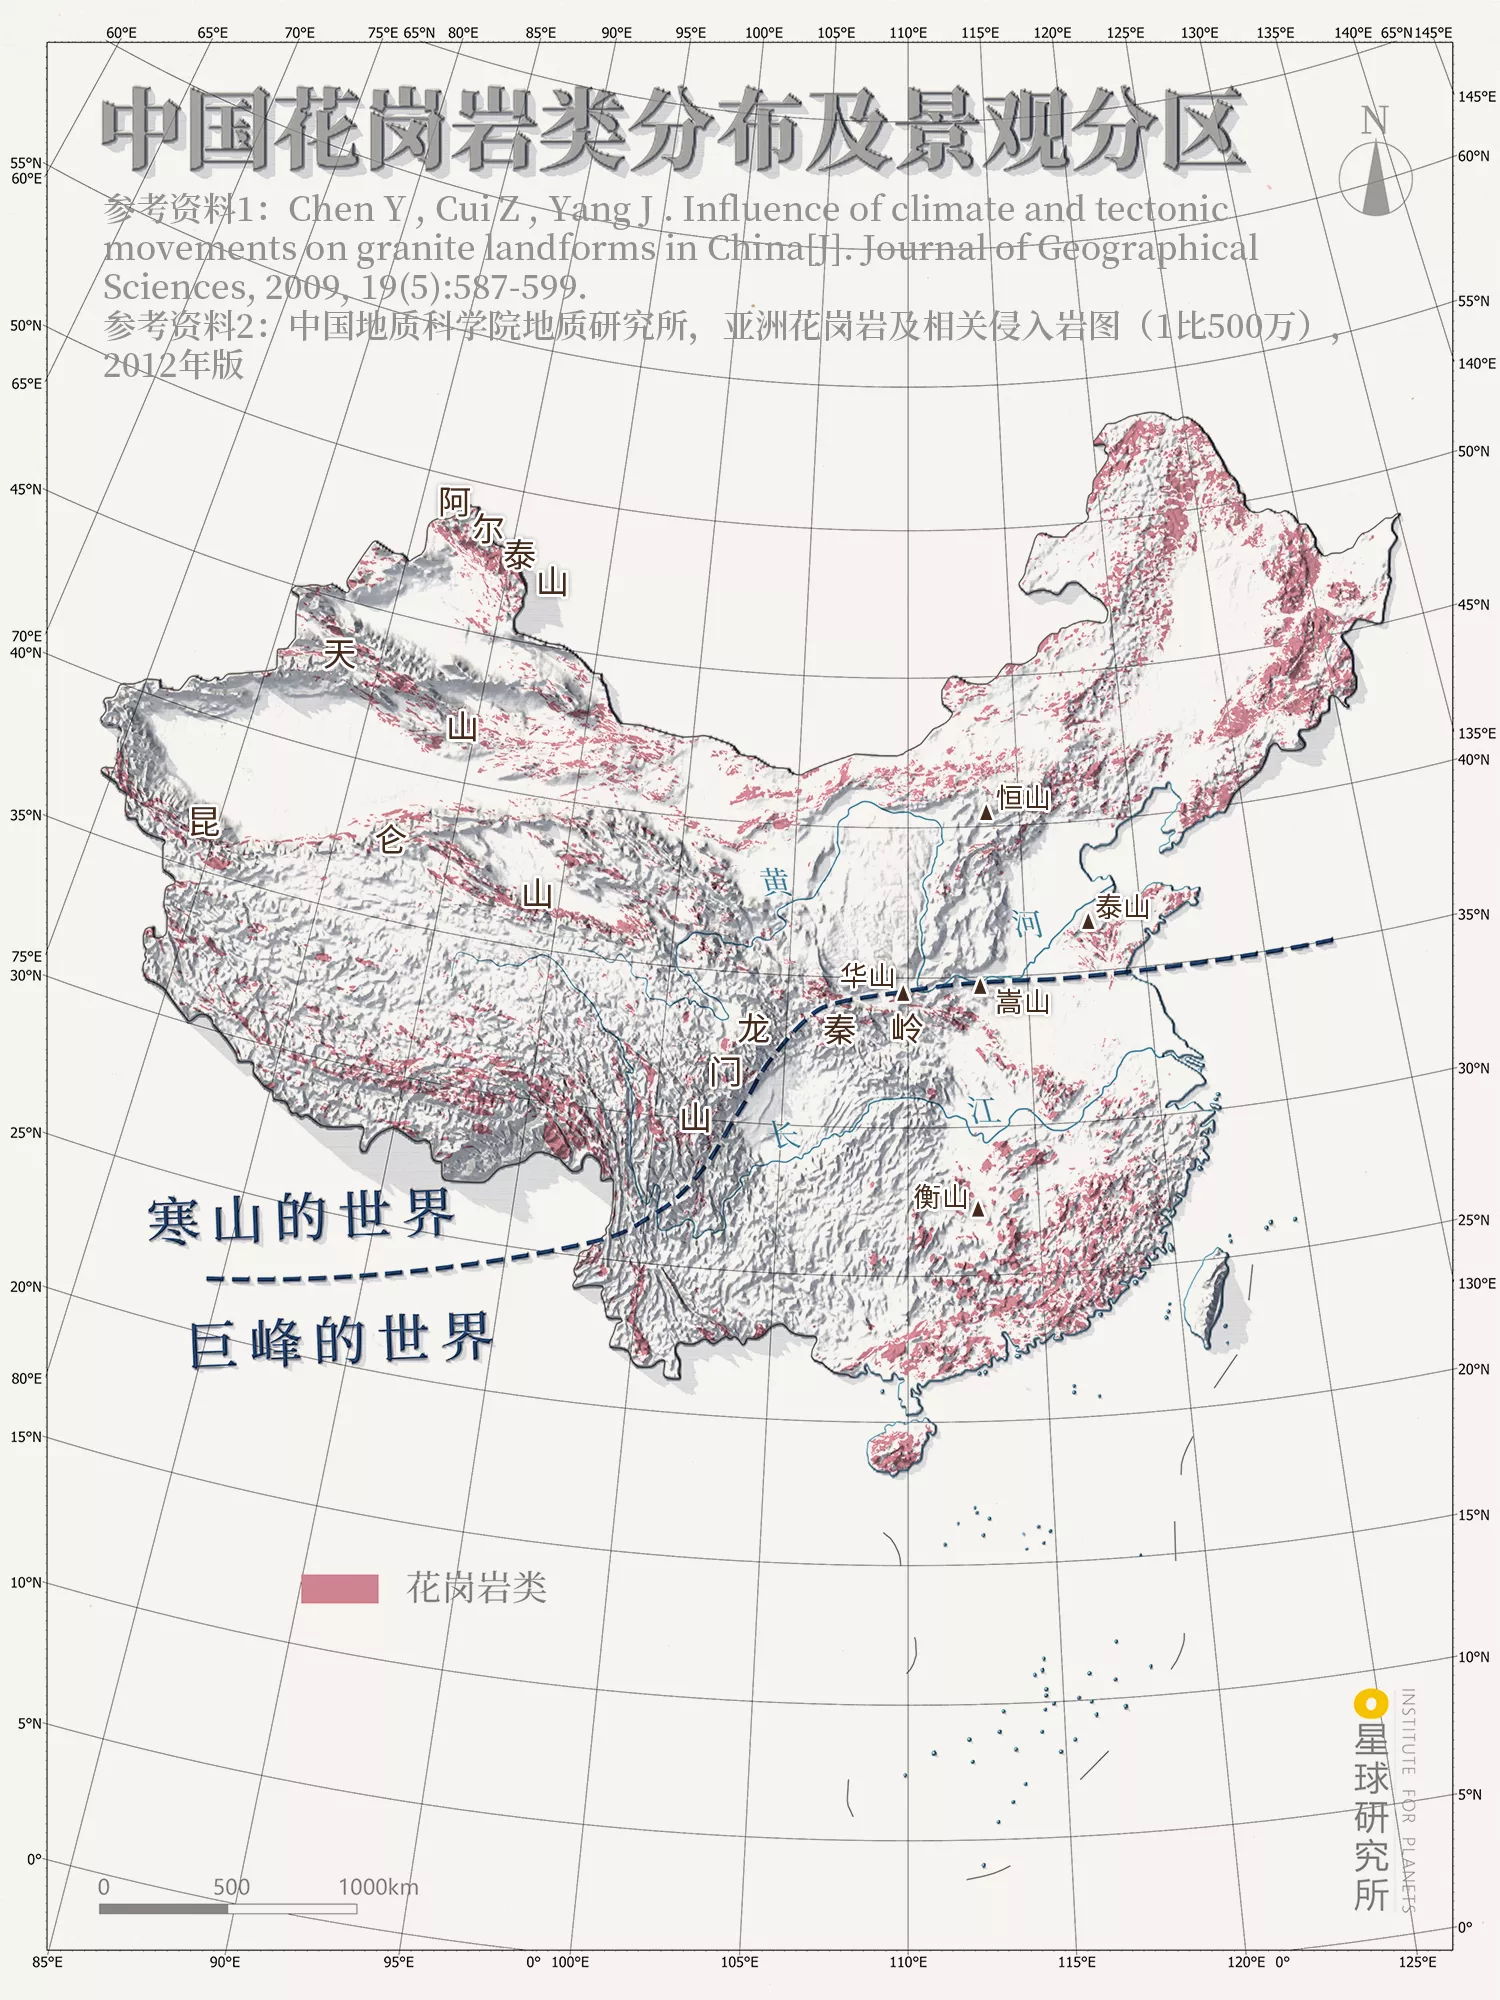 60°E 65°E 70°E 75°E 65°N 80°E 85°E 90°E 95°E 100°E 105°E 110°E 115°E 120°E 125°E 130°E 135°E 140°E 65°N 145°E
中国花岗岩类分布及景观分区
N
参考资料1：Chen Y , Cui Z , Yang J . Influence of climate and tectonic
movements on granite landforms in China[J]. Journal of Geographical
Sciences, 2009, 19(5):587-599.
参考资料2：中国地质科学院地质研究所，亚洲花岗岩及相关侵入岩图（1比500万），
2012年版
55°N
60°E
50°N
65°E
45°N
70°E
40°N
35°N
75°E
30°N
25°N
20°N
80°E
15°N
10°N
5°N
0°
145°E
60°N
55°N
140°E
50°N
45°N
135°E
40°N
35°N
30°N
25°N
130°E
20°N
15°N
10°N
5°N
0°
阿尔泰山
天山
昆仑山
恒山
黄河
泰山
华山
嵩山
龙门山
秦岭
长江
衡山
寒山的世界
巨峰的世界
花岗岩类
星球研究所
INSTITUTE FOR PLANETS
0 500 1000km
85°E 90°E 95°E 0° 100°E 105°E 110°E 115°E 120°E 0° 125°E